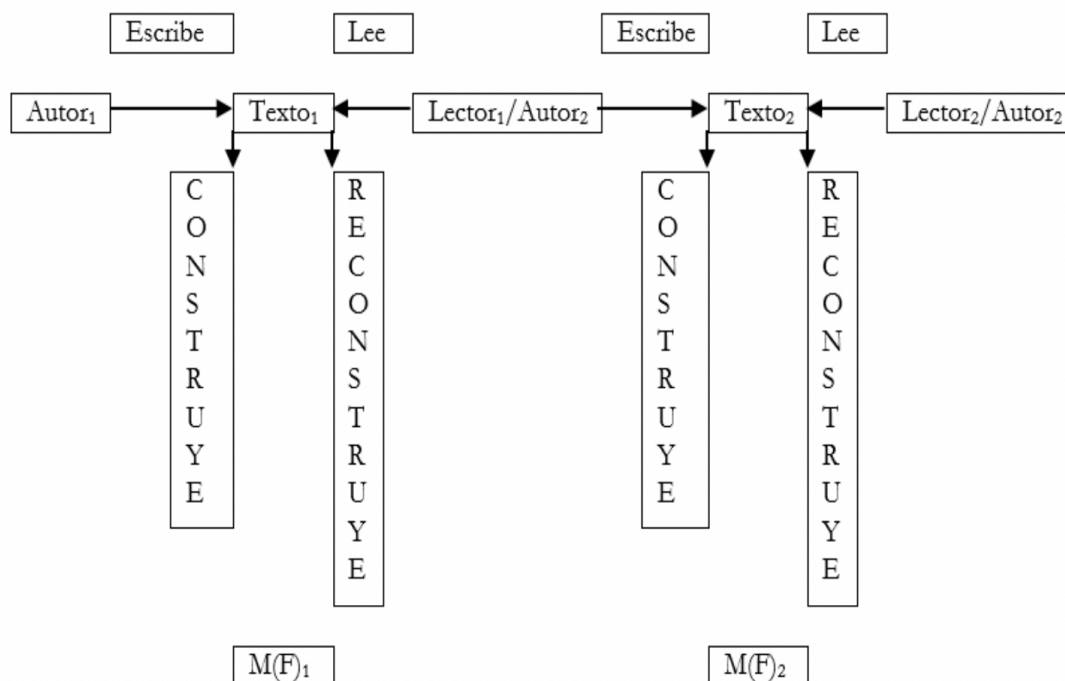 Escribe Lee Escribe Lee
Autor₁ Texto₁ Lector₁/Autor₂ Texto₂ Lector₂/Autor₂
CONSTRUYE
RECONSTRUYE
CONSTRUYE
RECONSTRUYE
M(F)₁ M(F)₂